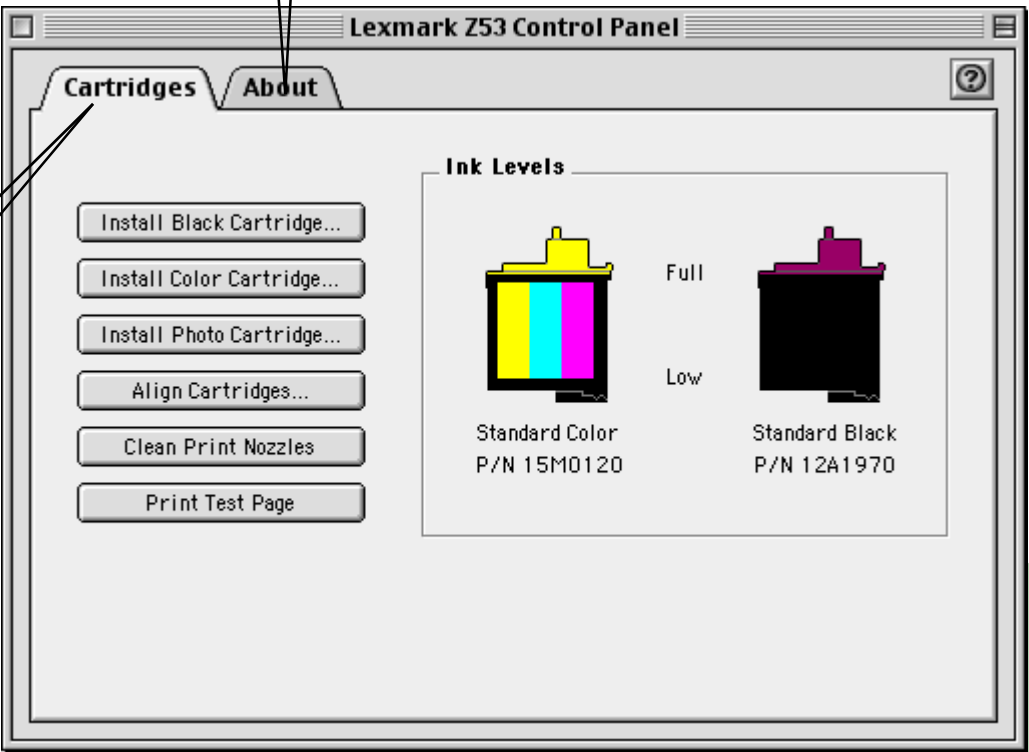 Lexmark Z53 Control Panel
Cartridges
About
?
Ink Levels
Install Black Cartridge...
Install Color Cartridge...
Install Photo Cartridge...
Align Cartridges...
Clean Print Nozzles
Print Test Page
Full
Low
Standard Color
P/N 15M0120
Standard Black
P/N 12A1970